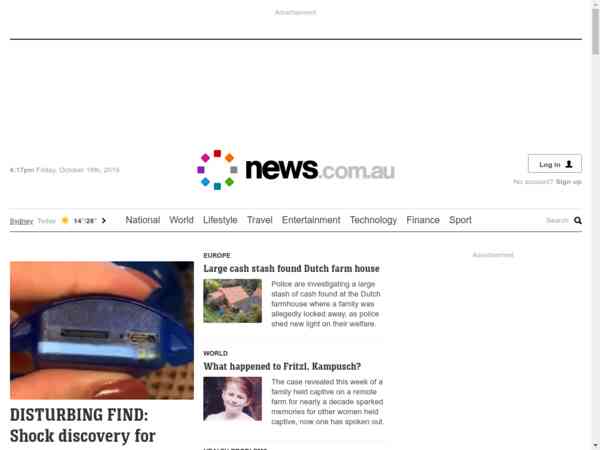 Advertisement
4:17pm Friday, October 18th, 2019
news.com.au
Log in
No account? Sign up
Sydney Today 14°/28°
National World Lifestyle Travel Entertainment Technology Finance Sport
Search
EUROPE
Large cash stash found Dutch farm house
Police are investigating a large
stash of cash found at the Dutch
farmhouse where a family was
allegedly locked away, as police
shed new light on their welfare.
Advertisement
WORLD
What happened to Fritzl, Kampusch?
The case revealed this week of a
family held captive on a remote
farm for nearly a decade sparked
memories for other women held
captive, now one has spoken out.
DISTURBING FIND:
Shock discovery for